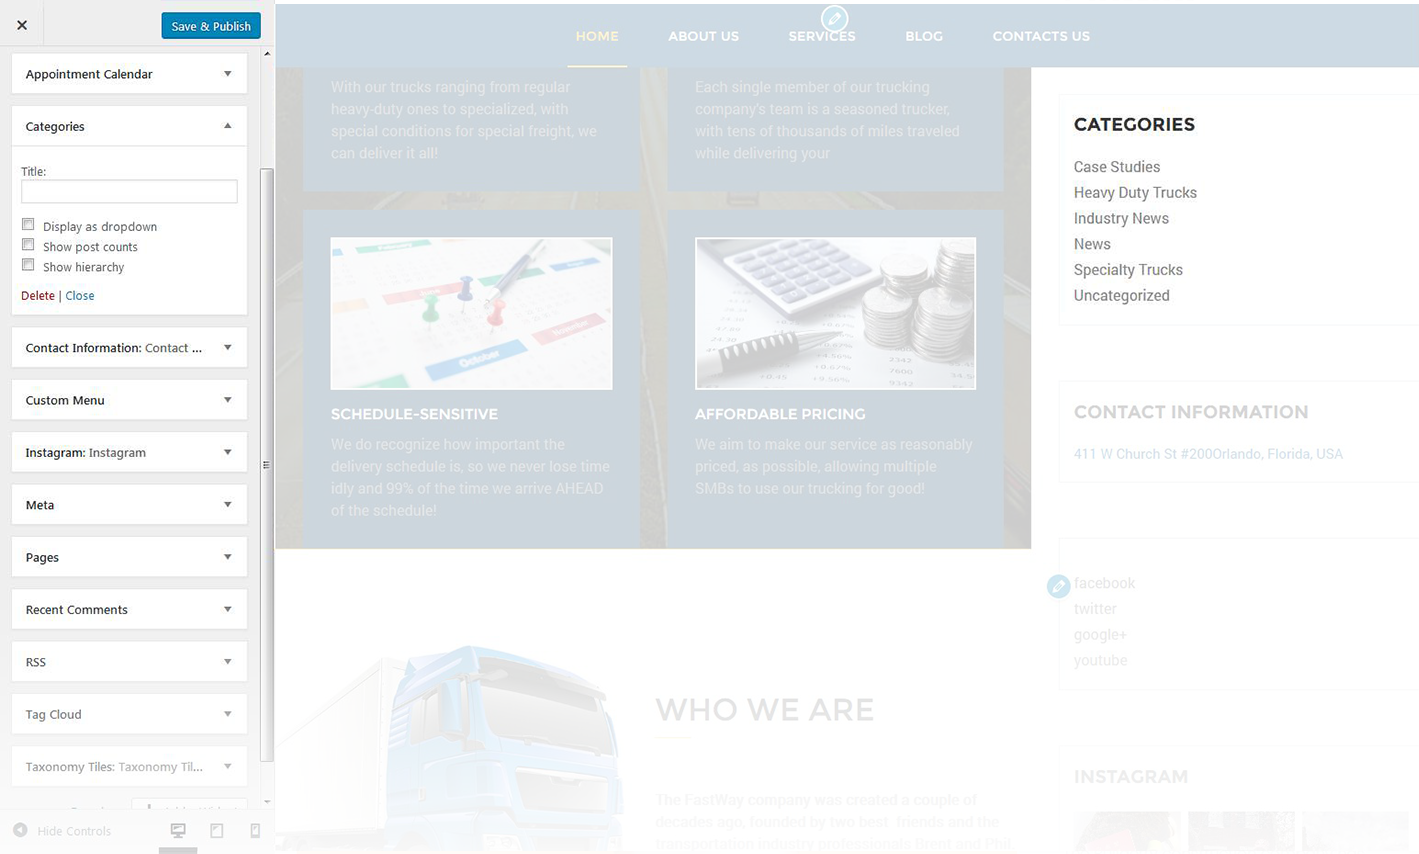 Save & Publish
Appointment Calendar
Categories
Title:
Display as dropdown
Show post counts
Show hierarchy
Delete | Close
Contact Information: Contact ...
Custom Menu
Instagram: Instagram
Meta
Pages
Recent Comments
RSS
Tag Cloud
Taxonomy Tiles: Taxonomy Til...
Hide Controls
HOME
ABOUT US
SERVICES
BLOG
CONTACTS US
With our trucks ranging from regular
heavy-duty ones to specialized, with
special conditions for special freight, we
can deliver it all!
Each single member of our trucking
company's team is a seasoned trucker,
with tens of thousands of miles traveled
while delivering your
October
SCHEDULE-SENSITIVE
We do recognize how important the
delivery schedule is, so we never lose time
idly and 99% of the time we arrive AHEAD
of the schedule!
AFFORDABLE PRICING
We aim to make our service as reasonably
priced, as possible, allowing multiple
SMBs to use our trucking for good!
WHO WE ARE
The FastWay company was created a couple of
decades ago, founded by two best friends and the
transportation industry professionals Brent and Phil
CATEGORIES
Case Studies
Heavy Duty Trucks
Industry News
News
Specialty Trucks
Uncategorized
CONTACT INFORMATION
411 W Church St #200Orlando, Florida, USA
facebook
twitter
google+
youtube
INSTAGRAM